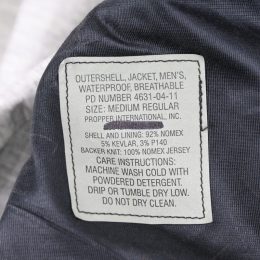 OUTERSHELL, JACKET, MEN'S,
WATERPROOF, BREATHABLE
PD NUMBER 4631-04-11
SIZE: MEDIUM REGULAR
PROPPER INTERNATIONAL, INC.
SHELL AND LINING: 92% NOMEX
5% KEVLAR, 3% P140
BACKER KNIT: 100% NOMEX JERSEY
CARE INSTRUCTIONS:
MACHINE WASH COLD WITH
POWDERED DETERGENT.
DRIP OR TUMBLE DRY LOW.
DO NOT DRY CLEAN.